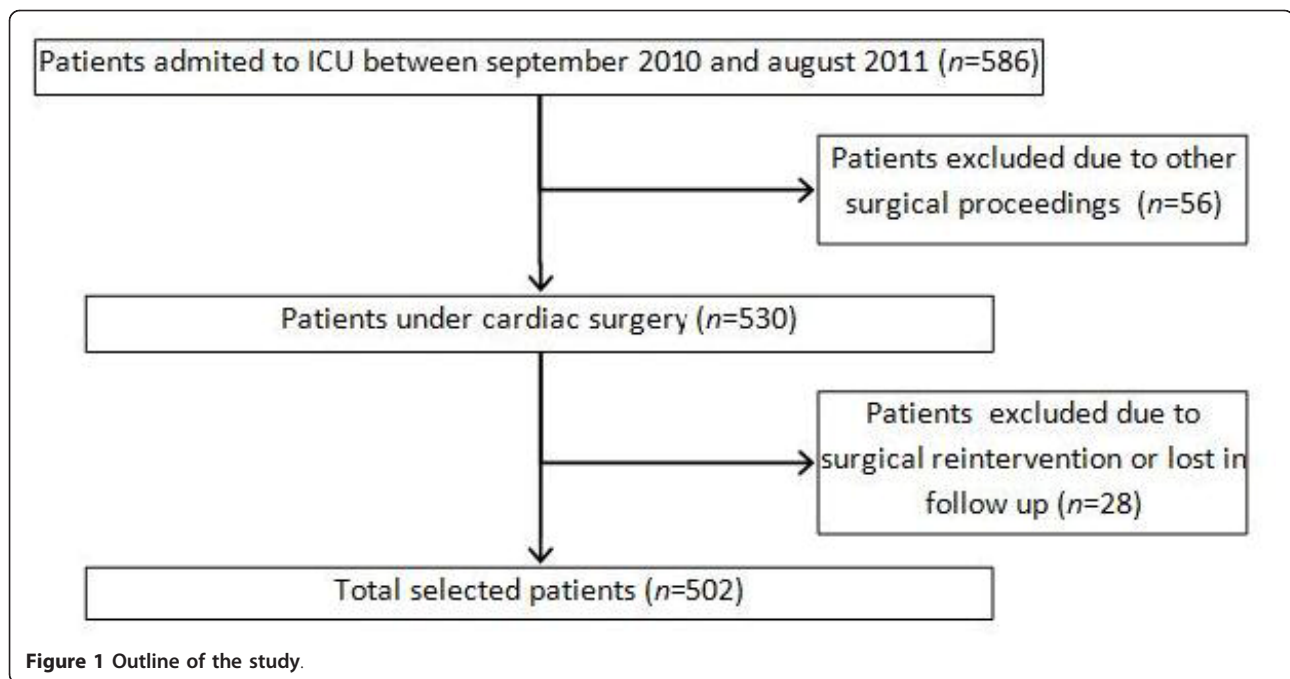 Patients admited to ICU between september 2010 and august 2011 (n=586)
Patients excluded due to other
surgical proceedings (n=56)
Patients under cardiac surgery (n=530)
Patients excluded due to
surgical reintervention or lost in
follow up (n=28)
Total selected patients (n=502)
Figure 1 Outline of the study.